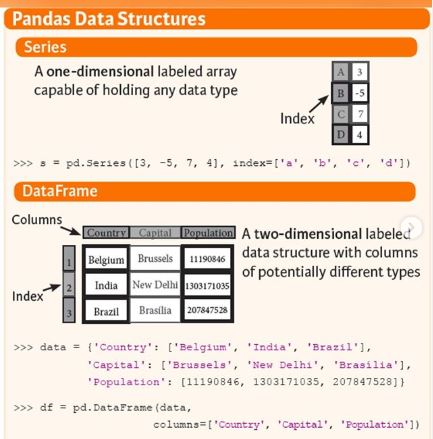 Pandas Data Structures
Series
A one-dimensional labeled array
capable of holding any data type
A 3
B -5
C 7
D 4
Index
>>> s = pd.Series([3, -5, 7, 4], index=['a', 'b', 'c', 'd'])
DataFrame
Columns
Country Capital Population
1 Belgium Brussels 11190846
2 India New Delhi 1303171035
3 Brazil Brasilia 207847528
Index
A two-dimensional labeled
data structure with columns
of potentially different types
>>> data = {'Country': ['Belgium', 'India', 'Brazil'],
'Capital': ['Brussels', 'New Delhi', 'Brasilia'],
'Population': [11190846, 1303171035, 207847528]}
>>> df = pd.DataFrame(data,
columns=['Country', 'Capital', 'Population'])